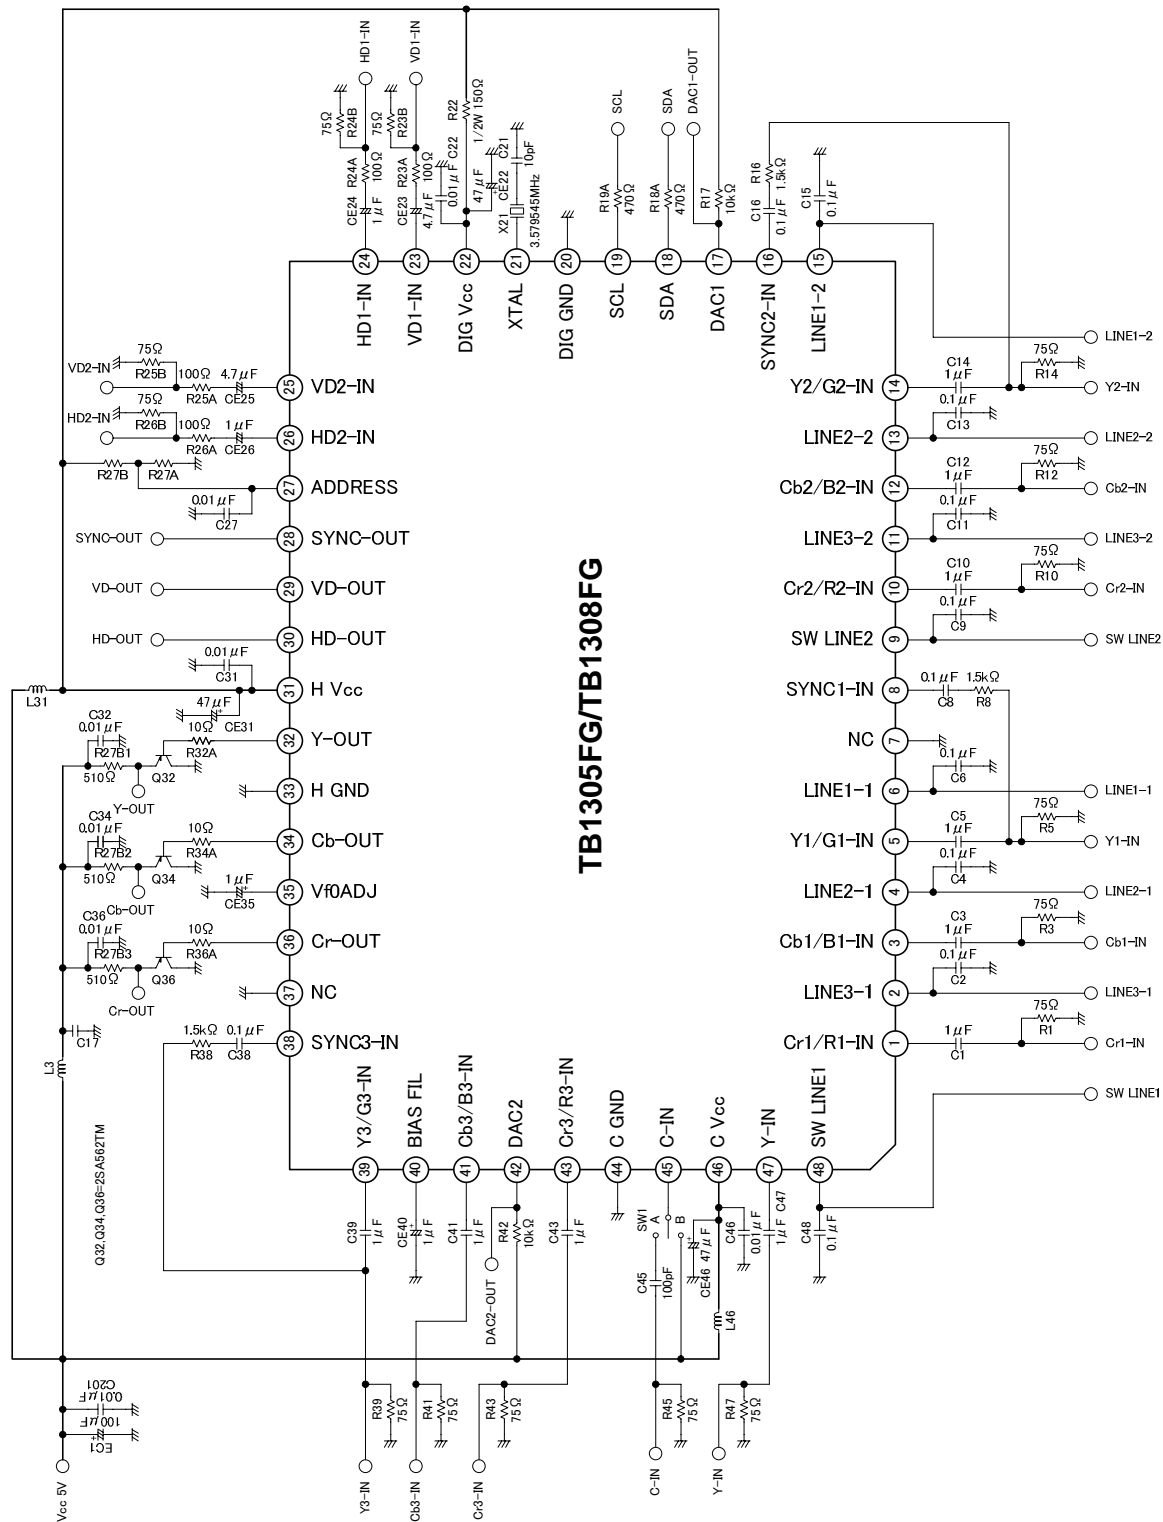 HD1-IN
VD1-IN
75Ω
R24B
75Ω
R23B
R22
1/2W 150Ω
R24A
100Ω
R23A
100Ω
CE24
1μF
CE23
4.7μF
C22
0.01μF
47μF
CE22
C21
10pF
X21
3.579545MHz
SCL
SDA
DAC1-OUT
R19A
470Ω
R18A
470Ω
R17
10kΩ
R16
1.5kΩ
C16
0.1μF
C15
0.1μF
24
23
22
21
20
19
18
17
16
15
HD1-IN
VD1-IN
DIG Vcc
XTAL
DIG GND
SCL
SDA
DAC1
SYNC2-IN
LINE1-2
VD2-IN
75Ω
R25B
100Ω
R25A
4.7μF
CE25
25
VD2-IN
HD2-IN
75Ω
R26B
100Ω
R26A
1μF
CE26
26
HD2-IN
R27B
R27A
0.01μF
C27
27
ADDRESS
SYNC-OUT
28
SYNC-OUT
VD-OUT
29
VD-OUT
HD-OUT
30
HD-OUT
0.01μF
C31
L31
31
H Vcc
47μF
CE31
C32
0.01μF
R27B1
510Ω
Q32
10Ω
R32A
32
Y-OUT
Y-OUT
33
H GND
C34
0.01μF
R27B2
510Ω
Q34
10Ω
R34A
34
Cb-OUT
Cb-OUT
1μF
CE35
35
Vf0ADJ
C36
0.01μF
R27B3
510Ω
Q36
10Ω
R36A
36
Cr-OUT
Cr-OUT
37
NC
C17
L3
1.5kΩ
R38
0.1μF
C38
38
SYNC3-IN
Q32,Q34,Q36=2SA562TM
TB1305FG/TB1308FG
LINE1-2
Y2/G2-IN
14
C14
1μF
75Ω
R14
Y2-IN
LINE2-2
13
0.1μF
C13
LINE2-2
Cb2/B2-IN
12
C12
1μF
75Ω
R12
Cb2-IN
LINE3-2
11
0.1μF
C11
LINE3-2
Cr2/R2-IN
10
C10
1μF
75Ω
R10
Cr2-IN
SW LINE2
9
0.1μF
C9
SW LINE2
SYNC1-IN
8
0.1μF
C8
1.5kΩ
R8
NC
7
LINE1-1
6
0.1μF
C6
LINE1-1
Y1/G1-IN
5
C5
1μF
75Ω
R5
Y1-IN
LINE2-1
4
0.1μF
C4
LINE2-1
Cb1/B1-IN
3
C3
1μF
75Ω
R3
Cb1-IN
LINE3-1
2
0.1μF
C2
LINE3-1
Cr1/R1-IN
1
1μF
C1
75Ω
R1
Cr1-IN
SW LINE1
Y3/G3-IN
BIAS FIL
Cb3/B3-IN
DAC2
Cr3/R3-IN
C GND
C-IN
C Vcc
Y-IN
SW LINE1
39
40
41
42
43
44
45
46
47
48
C39
1μF
CE40
1μF
C41
1μF
R42
10kΩ
DAC2-OUT
C43
1μF
SW1
A
B
C45
100pF
CE46
47μF
C46
0.01μF
C47
1μF
C48
0.1μF
L46
C201
0.01μF
100μF
EC1
Vcc 5V
R39
75Ω
R41
75Ω
R43
75Ω
R45
75Ω
R47
75Ω
Y3-IN
Cb3-IN
Cr3-IN
C-IN
Y-IN